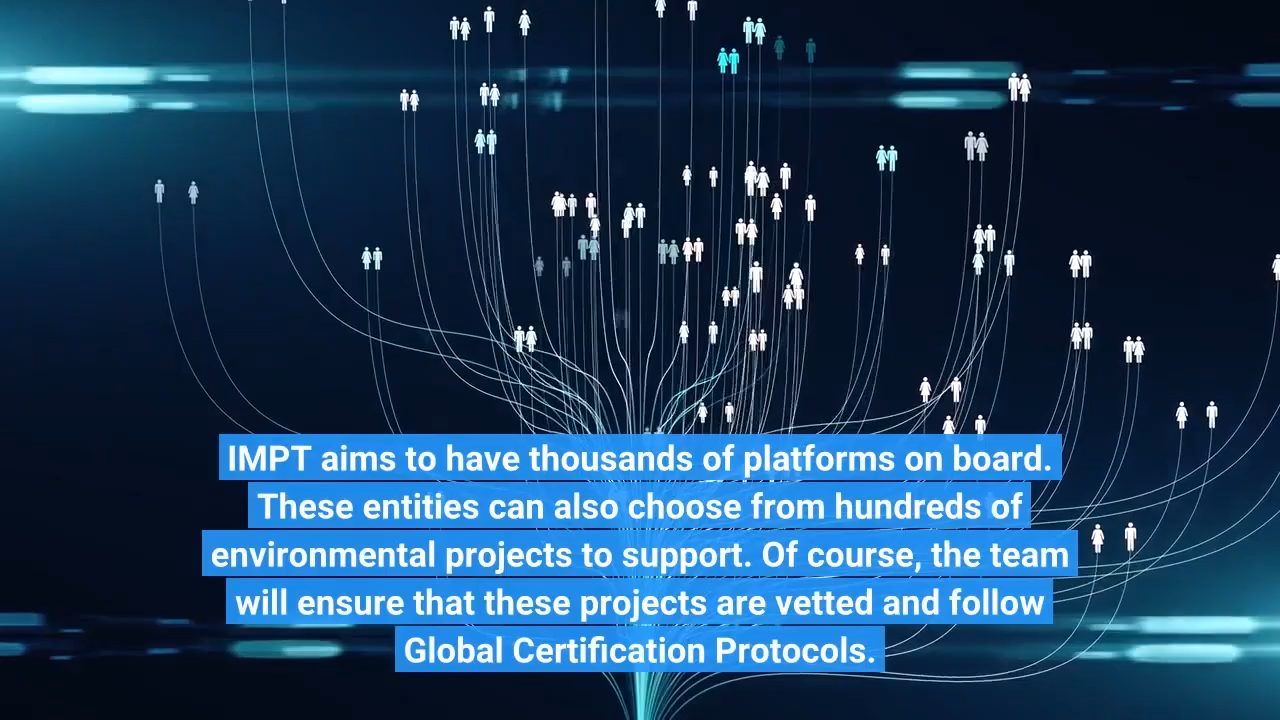 IMPT aims to have thousands of platforms on board.
These entities can also choose from hundreds of
environmental projects to support. Of course, the team
will ensure that these projects are vetted and follow
Global Certification Protocols.